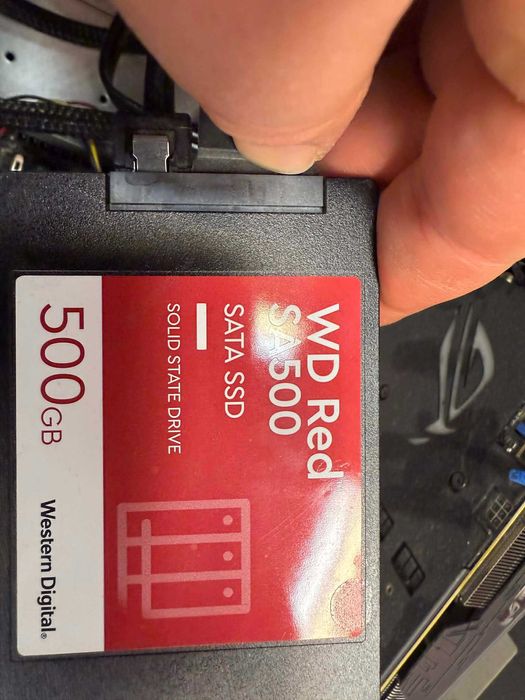 WD Red
SA500
SATA SSD
SOLID STATE DRIVE
500GB
Western Digital®